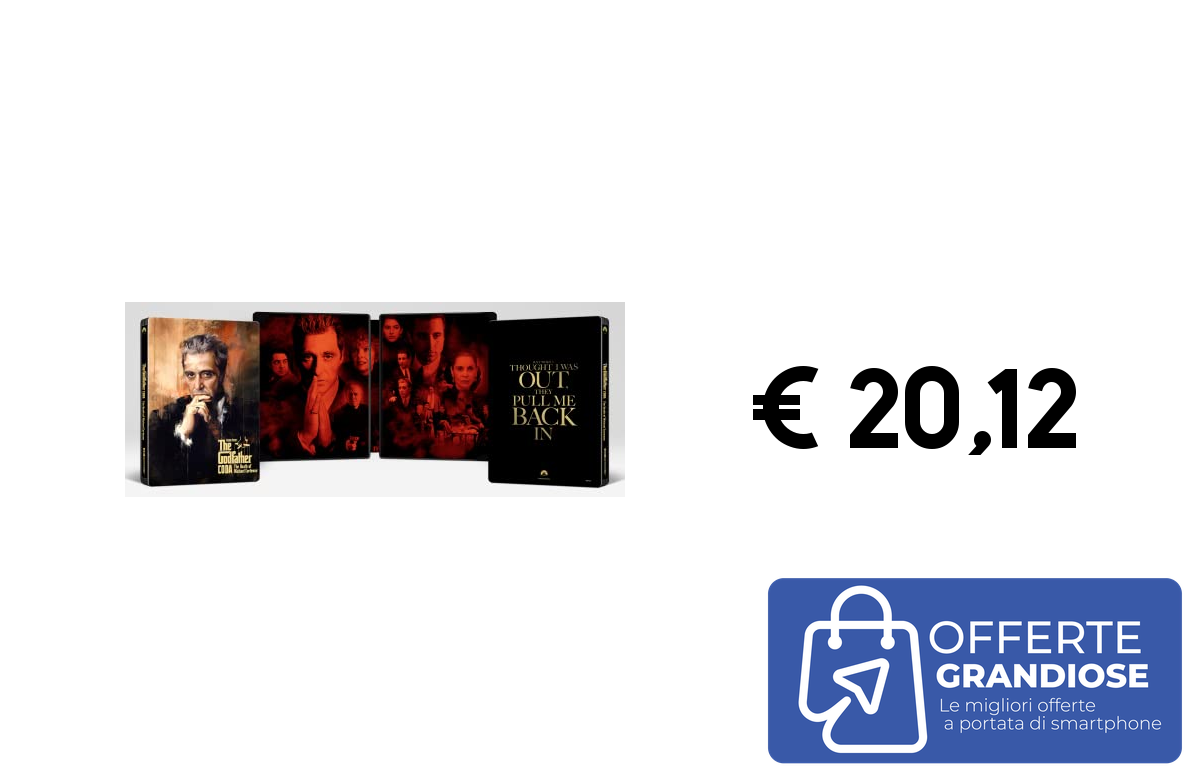 The
Godfather
CODA
The Death of
Michael Corleone
THOUGHT I WAS
OUT,
THEY
PULL ME
BACK
IN
€ 20,12
OFFERTE
GRANDIOSE
Le migliori offerte
a portata di smartphone